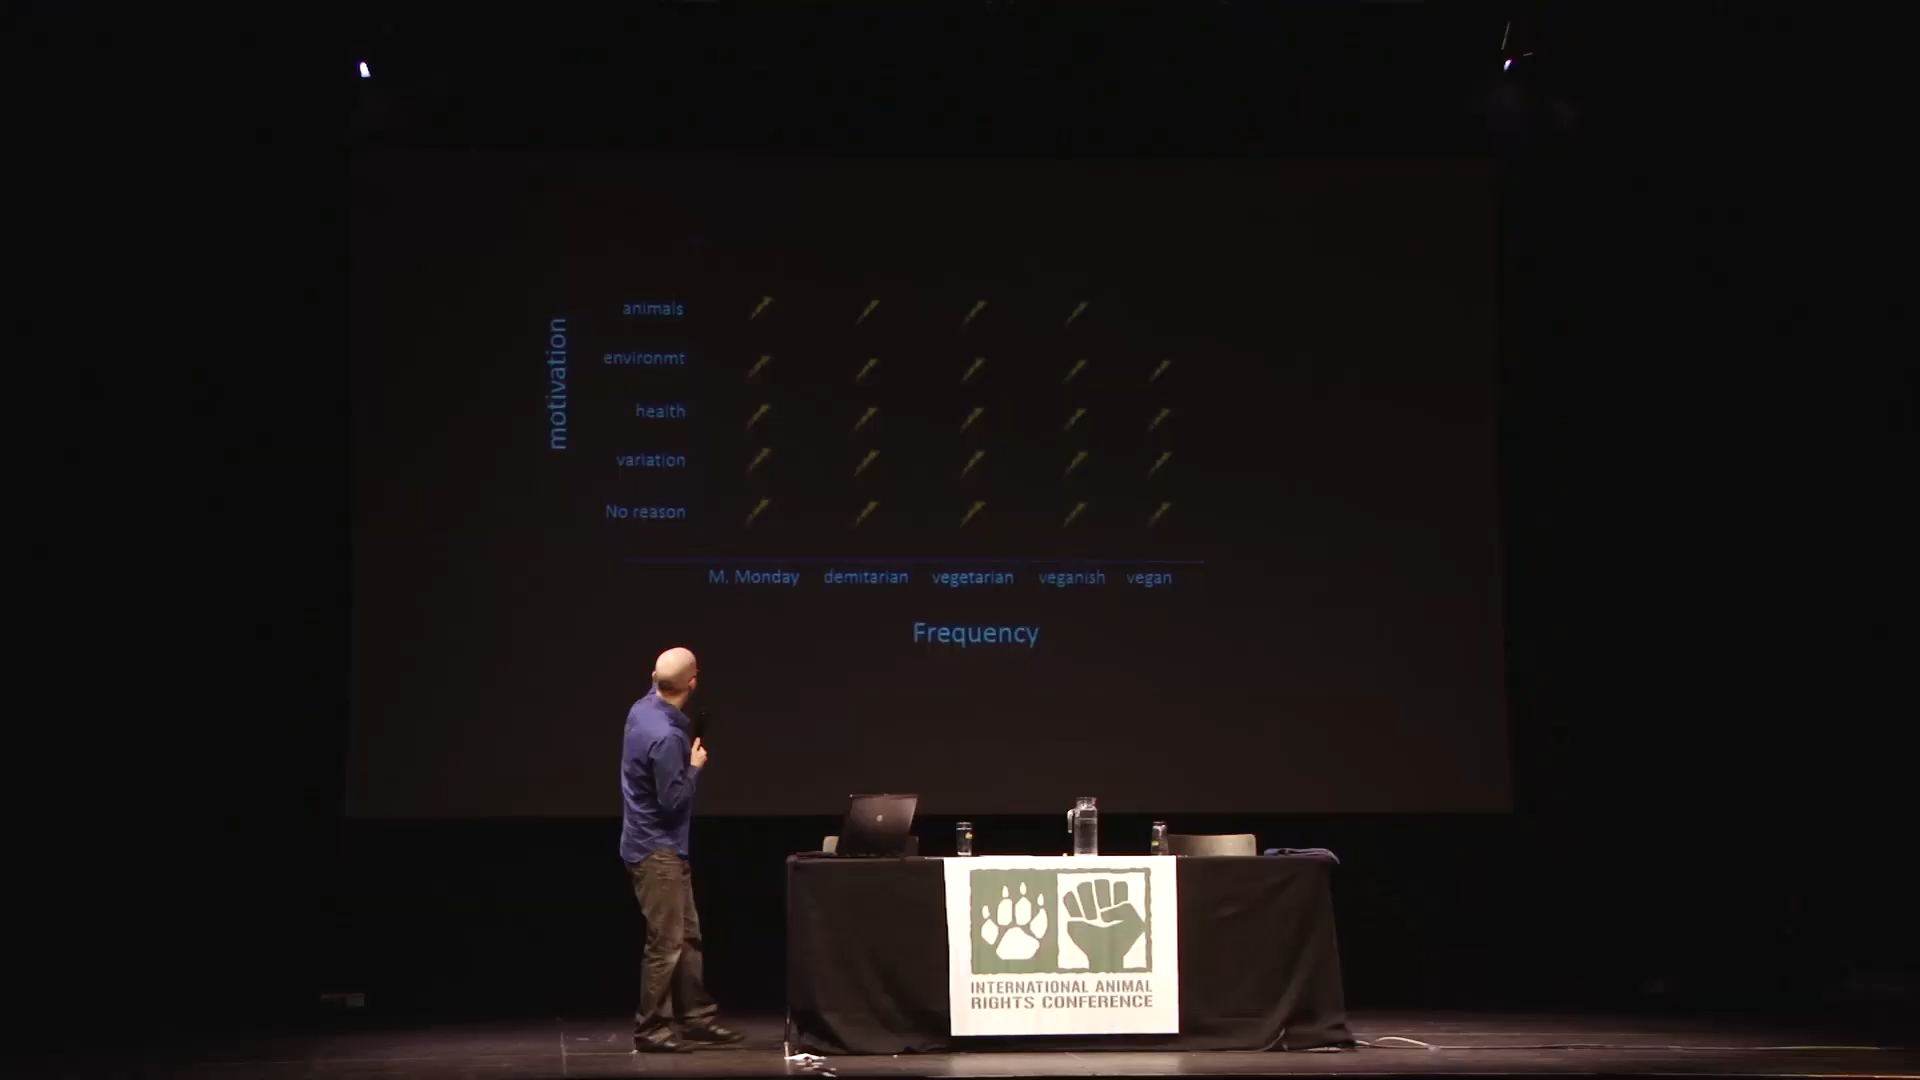 motivation
animals
environmt
health
variation
No reason
M. Monday demitarian vegetarian veganish vegan
Frequency
INTERNATIONAL ANIMAL
RIGHTS CONFERENCE